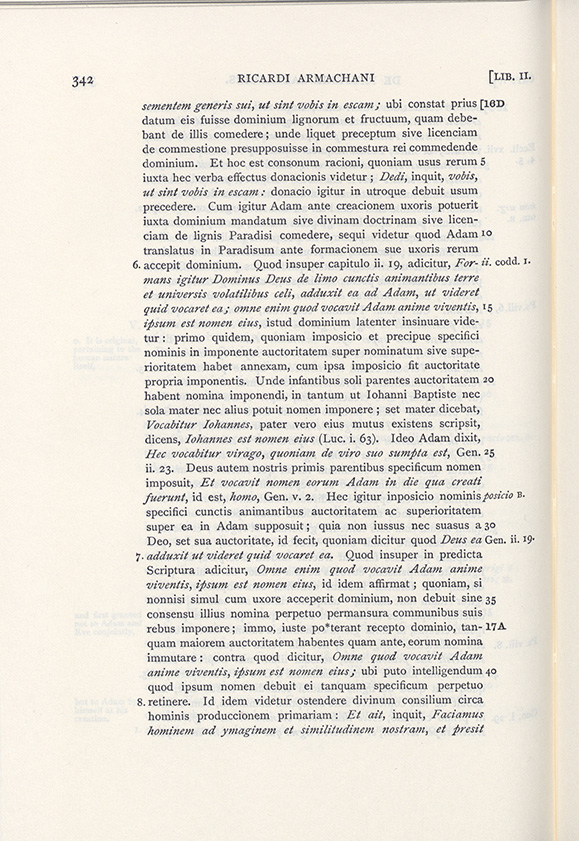 342 RICARDI ARMACHANI [LIB. II.
sementem generis sui, ut sint vobis in escam; ubi constat prius [16D
datum eis fuisse dominium lignorum et fructuum, quam debe-
bant de illis comedere; unde liquet preceptum sive licenciam
de commestione presupposuisse in commestura rei commedende
dominium. Et hoc est consonum racioni, quoniam usus rerum 5
iuxta hec verba effectus donacionis videtur; Dedi, inquit, vobis,
ut sint vobis in escam: donacio igitur in utroque debuit usum
precedere. Cum igitur Adam ante creacionem uxoris potuerit
iuxta dominium mandatum sive divinam doctrinam sive licen-
ciam de lignis Paradisi comedere, sequi videtur quod Adam 10
translatus in Paradisum ante formacionem sue uxoris rerum
6. accepit dominium. Quod insuper capitulo ii. 19, adicitur, For- ii. codd. 1.
mans igitur Dominus Deus de limo cunctis animantibus terre
et universis volatilibus celi, adduxit ea ad Adam, ut videret
quid vocaret ea; omne enim quod vocavit Adam anime viventis, 15
ipsum est nomen eius, istud dominium latenter insinuare vide-
tur: primo quidem, quoniam imposicio et precipue specifici
nominis in imponente auctoritatem super nominatum sive supe-
rioritatem habet annexam, cum ipsa imposicio fit auctoritate
propria imponentis. Unde infantibus soli parentes auctoritatem 20
habent nomina imponendi, in tantum ut Iohanni Baptiste nec
sola mater nec alius potuit nomen imponere; set mater dicebat,
Vocabitur Iohannes, pater vero eius mutus existens scripsit,
dicens, Iohannes est nomen eius (Luc. i. 63). Ideo Adam dixit,
Hec vocabitur virago, quoniam de viro suo sumpta est, Gen. 25
ii. 23. Deus autem nostris primis parentibus specificum nomen
imposuit, Et vocavit nomen eorum Adam in die qua creati
fuerunt, id est, homo, Gen. v. 2. Hec igitur inposicio nominis posicio B.
specifici cunctis animantibus auctoritatem ac superioritatem
super ea in Adam supposuit; quia non iussus nec suasus a 30
Deo, set sua auctoritate, id fecit, quoniam dicitur quod Deus ea Gen. ii. 19.
7. adduxit ut videret quid vocaret ea. Quod insuper in predicta
Scriptura adicitur, Omne enim quod vocavit Adam anime
viventis, ipsum est nomen eius, id idem affirmat; quoniam, si
nonnisi simul cum uxore acceperit dominium, non debuit sine 35
consensu illius nomina perpetuo permansura communibus suis
rebus imponere; immo, iuste po*terant recepto dominio, tan- 17A
quam maiorem auctoritatem habentes quam ante, eorum nomina
immutare: contra quod dicitur, Omne quod vocavit Adam
anime viventis, ipsum est nomen eius; ubi puto intelligendum 40
quod ipsum nomen debuit ei tanquam specificum perpetuo
8. retinere. Id idem videtur ostendere divinum consilium circa
hominis produccionem primariam: Et ait, inquit, Faciamus
hominem ad ymaginem et similitudinem nostram, et presit